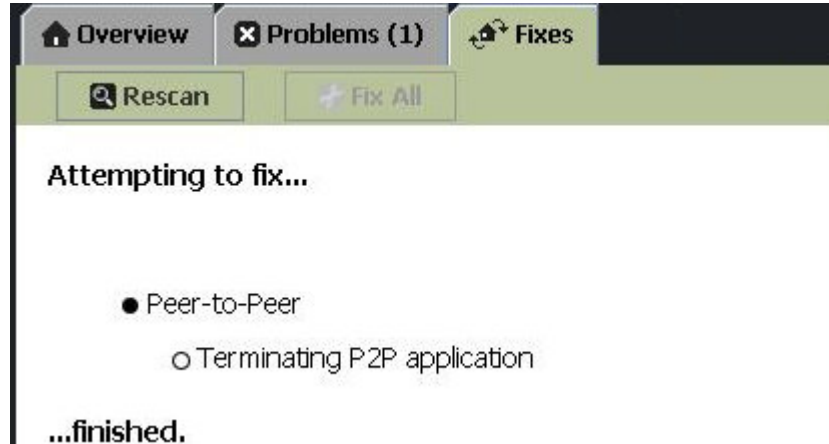 Overview Problems (1) Fixes
Rescan Fix All
Attempting to fix...
Peer-to-Peer
Terminating P2P application
...finished.